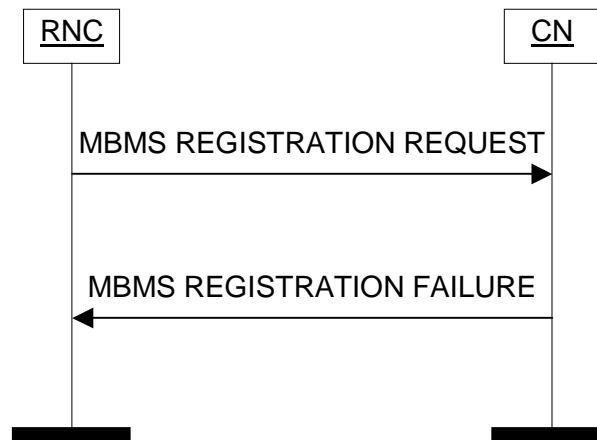 RNC
CN
MBMS REGISTRATION REQUEST
MBMS REGISTRATION FAILURE